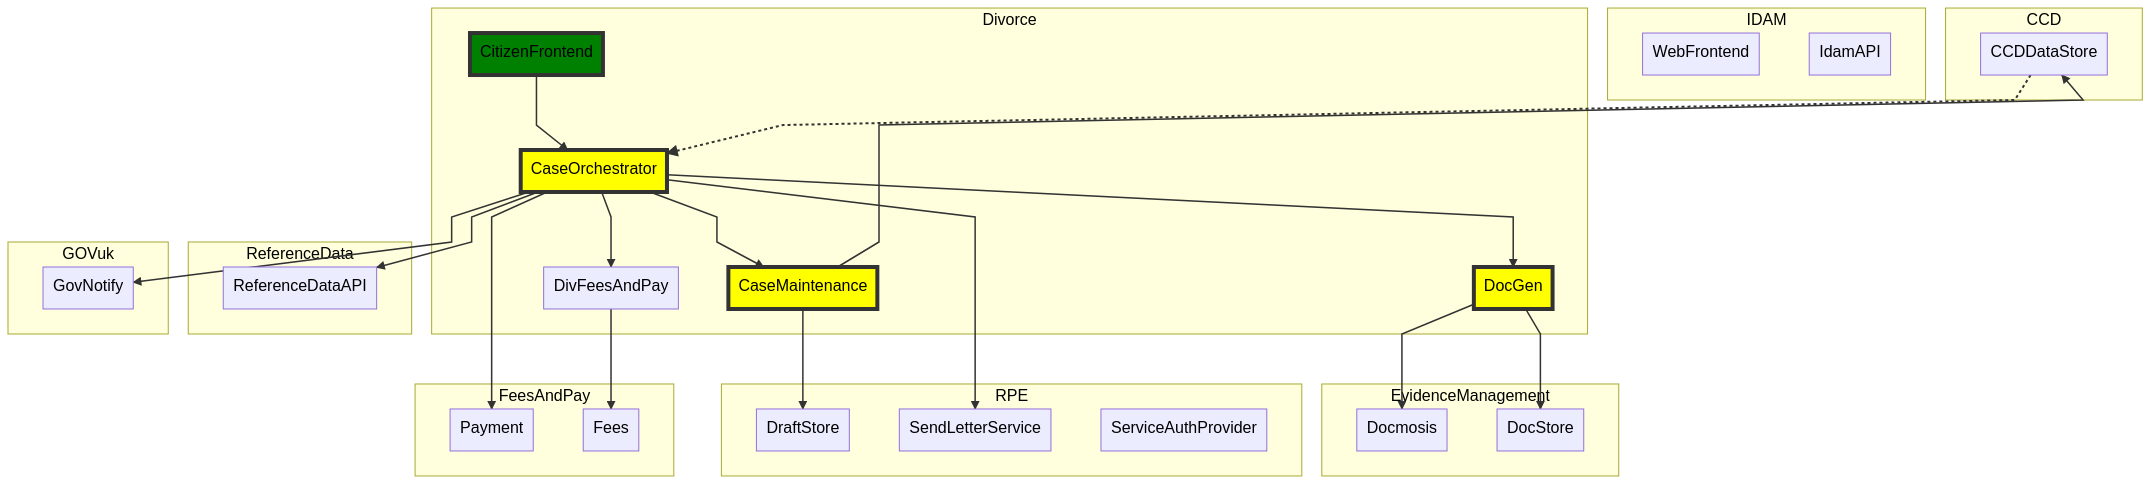 Divorce
IDAM
CCD
CitizenFrontend
WebFrontend
IdamAPI
CCDDataStore
CaseOrchestrator
GOVuk
ReferenceData
GovNotify
ReferenceDataAPI
DivFeesAndPay
CaseMaintenance
DocGen
FeesAndPay
RPE
EvidenceManagement
Payment
Fees
DraftStore
SendLetterService
ServiceAuthProvider
Docmosis
DocStore